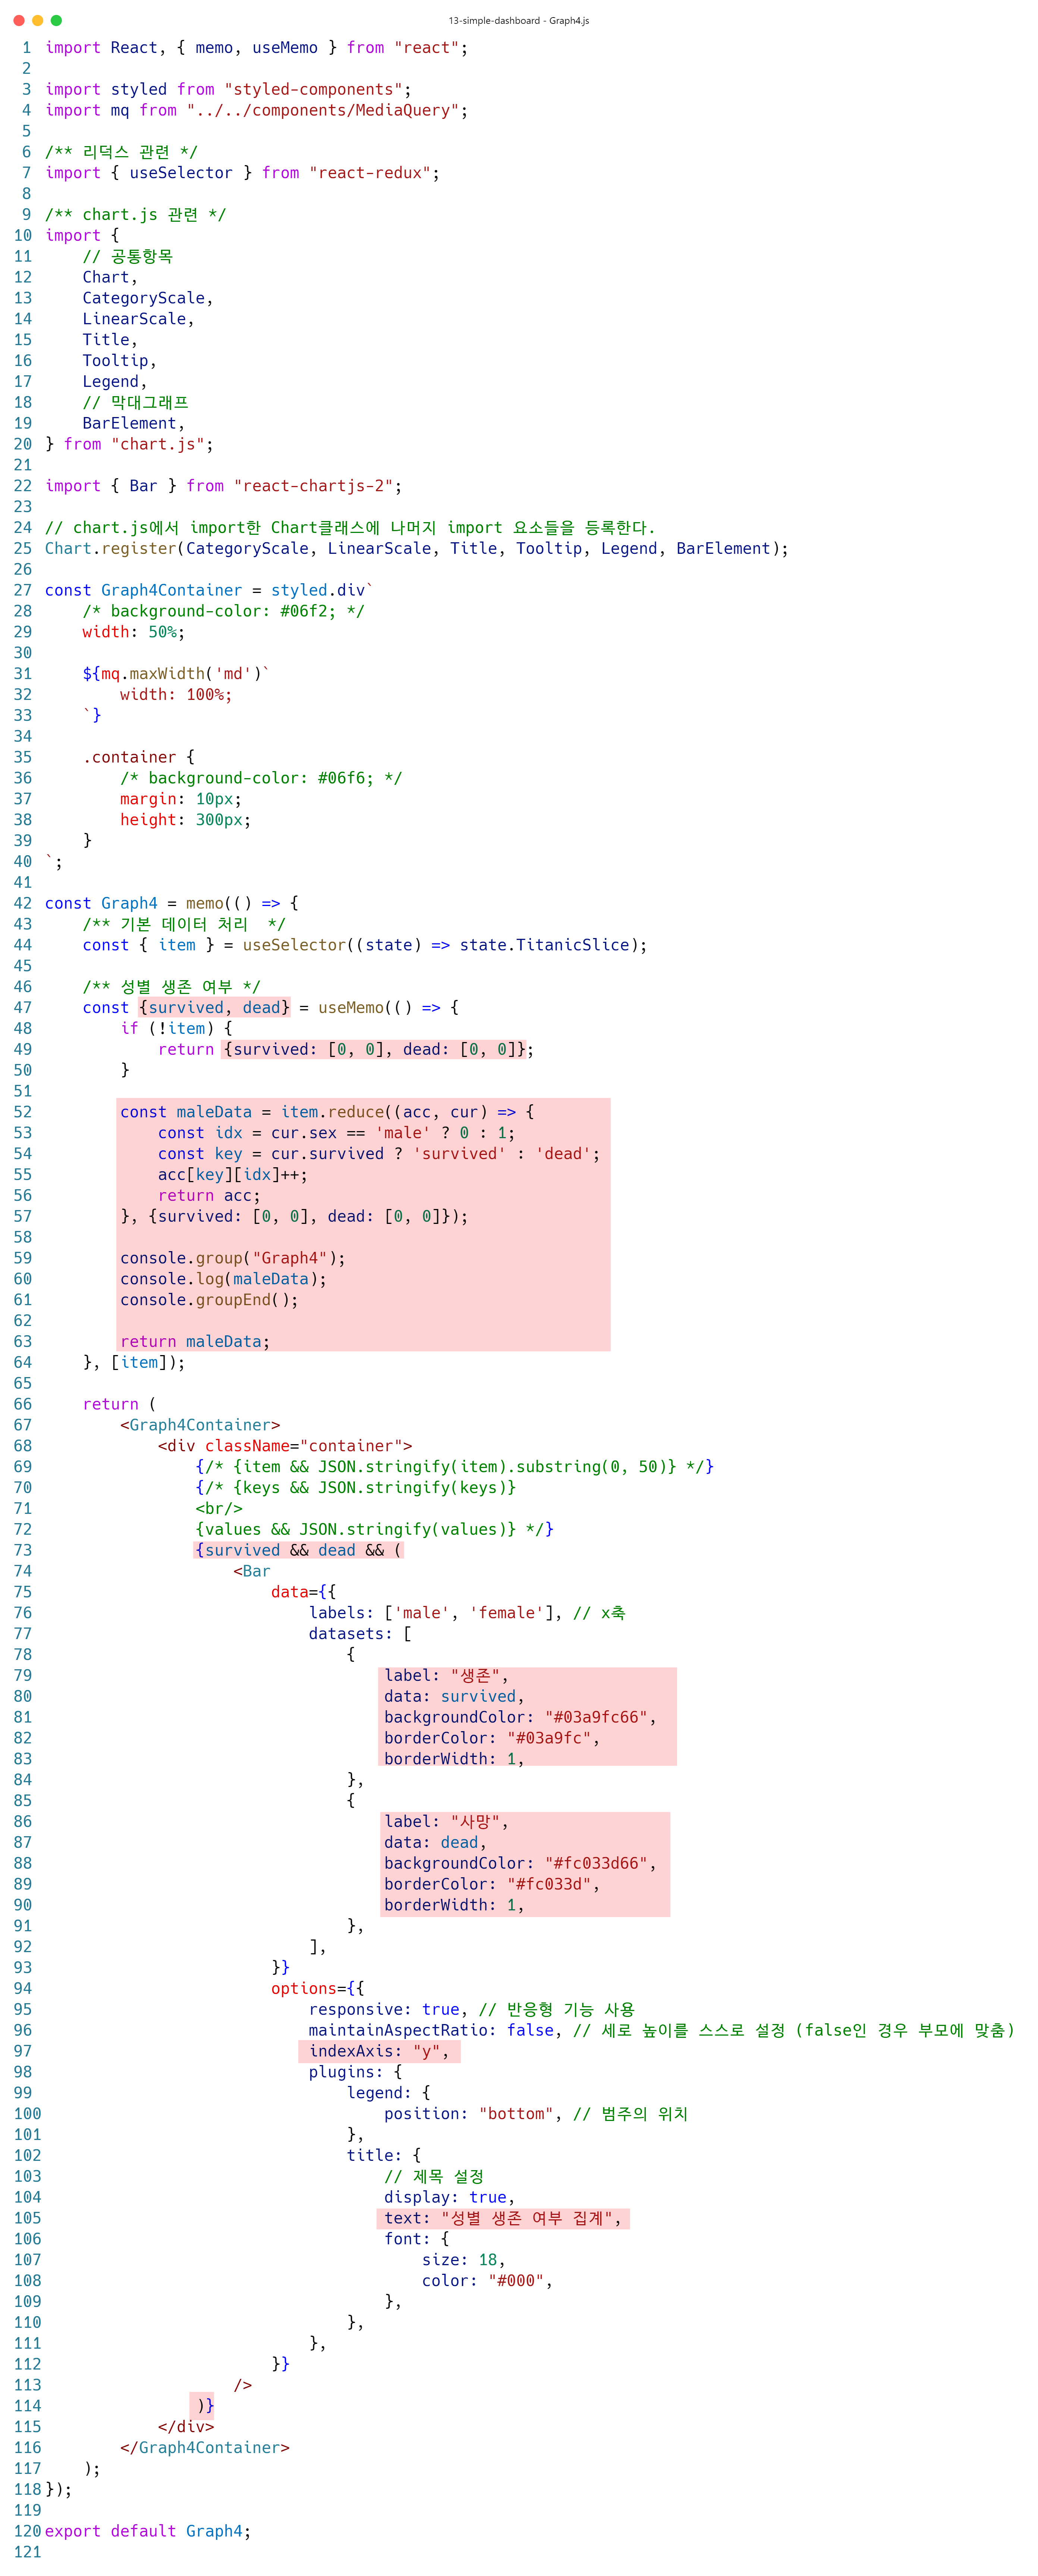 13-simple-dashboard - Graph4.js
1 import React, { memo, useMemo } from "react";
2
3 import styled from "styled-components";
4 import mq from "../../components/MediaQuery";
5
6 /** 리덕스 관련 */
7 import { useSelector } from "react-redux";
8
9 /** chart.js 관련 */
10 import {
11     // 공통항목
12     Chart,
13     CategoryScale,
14     LinearScale,
15     Title,
16     Tooltip,
17     Legend,
18     // 막대그래프
19     BarElement,
20 } from "chart.js";
21
22 import { Bar } from "react-chartjs-2";
23
24 // chart.js에서 import한 Chart클래스에 나머지 import 요소들을 등록한다.
25 Chart.register(CategoryScale, LinearScale, Title, Tooltip, Legend, BarElement);
26
27 const Graph4Container = styled.div`
28     /* background-color: #06f2; */
29     width: 50%;
30
31     ${mq.maxWidth('md')`
32         width: 100%;
33     `}
34
35     .container {
36         /* background-color: #06f6; */
37         margin: 10px;
38         height: 300px;
39     }
40 `;
41
42 const Graph4 = memo(() => {
43     /** 기본 데이터 처리  */
44     const { item } = useSelector((state) => state.TitanicSlice);
45
46     /** 성별 생존 여부 */
47     const {survived, dead} = useMemo(() => {
48         if (!item) {
49             return {survived: [0, 0], dead: [0, 0]};
50         }
51
52         const maleData = item.reduce((acc, cur) => {
53             const idx = cur.sex == 'male' ? 0 : 1;
54             const key = cur.survived ? 'survived' : 'dead';
55             acc[key][idx]++;
56             return acc;
57         }, {survived: [0, 0], dead: [0, 0]});
58
59         console.group("Graph4");
60         console.log(maleData);
61         console.groupEnd();
62
63         return maleData;
64     }, [item]);
65
66     return (
67         <Graph4Container>
68             <div className="container">
69                 {/* {item && JSON.stringify(item).substring(0, 50)} */}
70                 {/* {keys && JSON.stringify(keys)}
71                 <br/>
72                 {values && JSON.stringify(values)} */}
73                 {survived && dead && (
74                     <Bar
75                         data={{
76                             labels: ['male', 'female'], // x축
77                             datasets: [
78                                 {
79                                     label: "생존",
80                                     data: survived,
81                                     backgroundColor: "#03a9fc66",
82                                     borderColor: "#03a9fc",
83                                     borderWidth: 1,
84                                 },
85                                 {
86                                     label: "사망",
87                                     data: dead,
88                                     backgroundColor: "#fc033d66",
89                                     borderColor: "#fc033d",
90                                     borderWidth: 1,
91                                 },
92                             ],
93                         }}
94                         options={{
95                             responsive: true, // 반응형 기능 사용
96                             maintainAspectRatio: false, // 세로 높이를 스스로 설정 (false인 경우 부모에 맞춤)
97                             indexAxis: "y",
98                             plugins: {
99                                 legend: {
100                                     position: "bottom", // 범주의 위치
101                                 },
102                                 title: {
103                                     // 제목 설정
104                                     display: true,
105                                     text: "성별 생존 여부 집계",
106                                     font: {
107                                         size: 18,
108                                         color: "#000",
109                                     },
110                                 },
111                             },
112                         }}
113                     />
114                 )}
115             </div>
116         </Graph4Container>
117     );
118 });
119
120 export default Graph4;
121